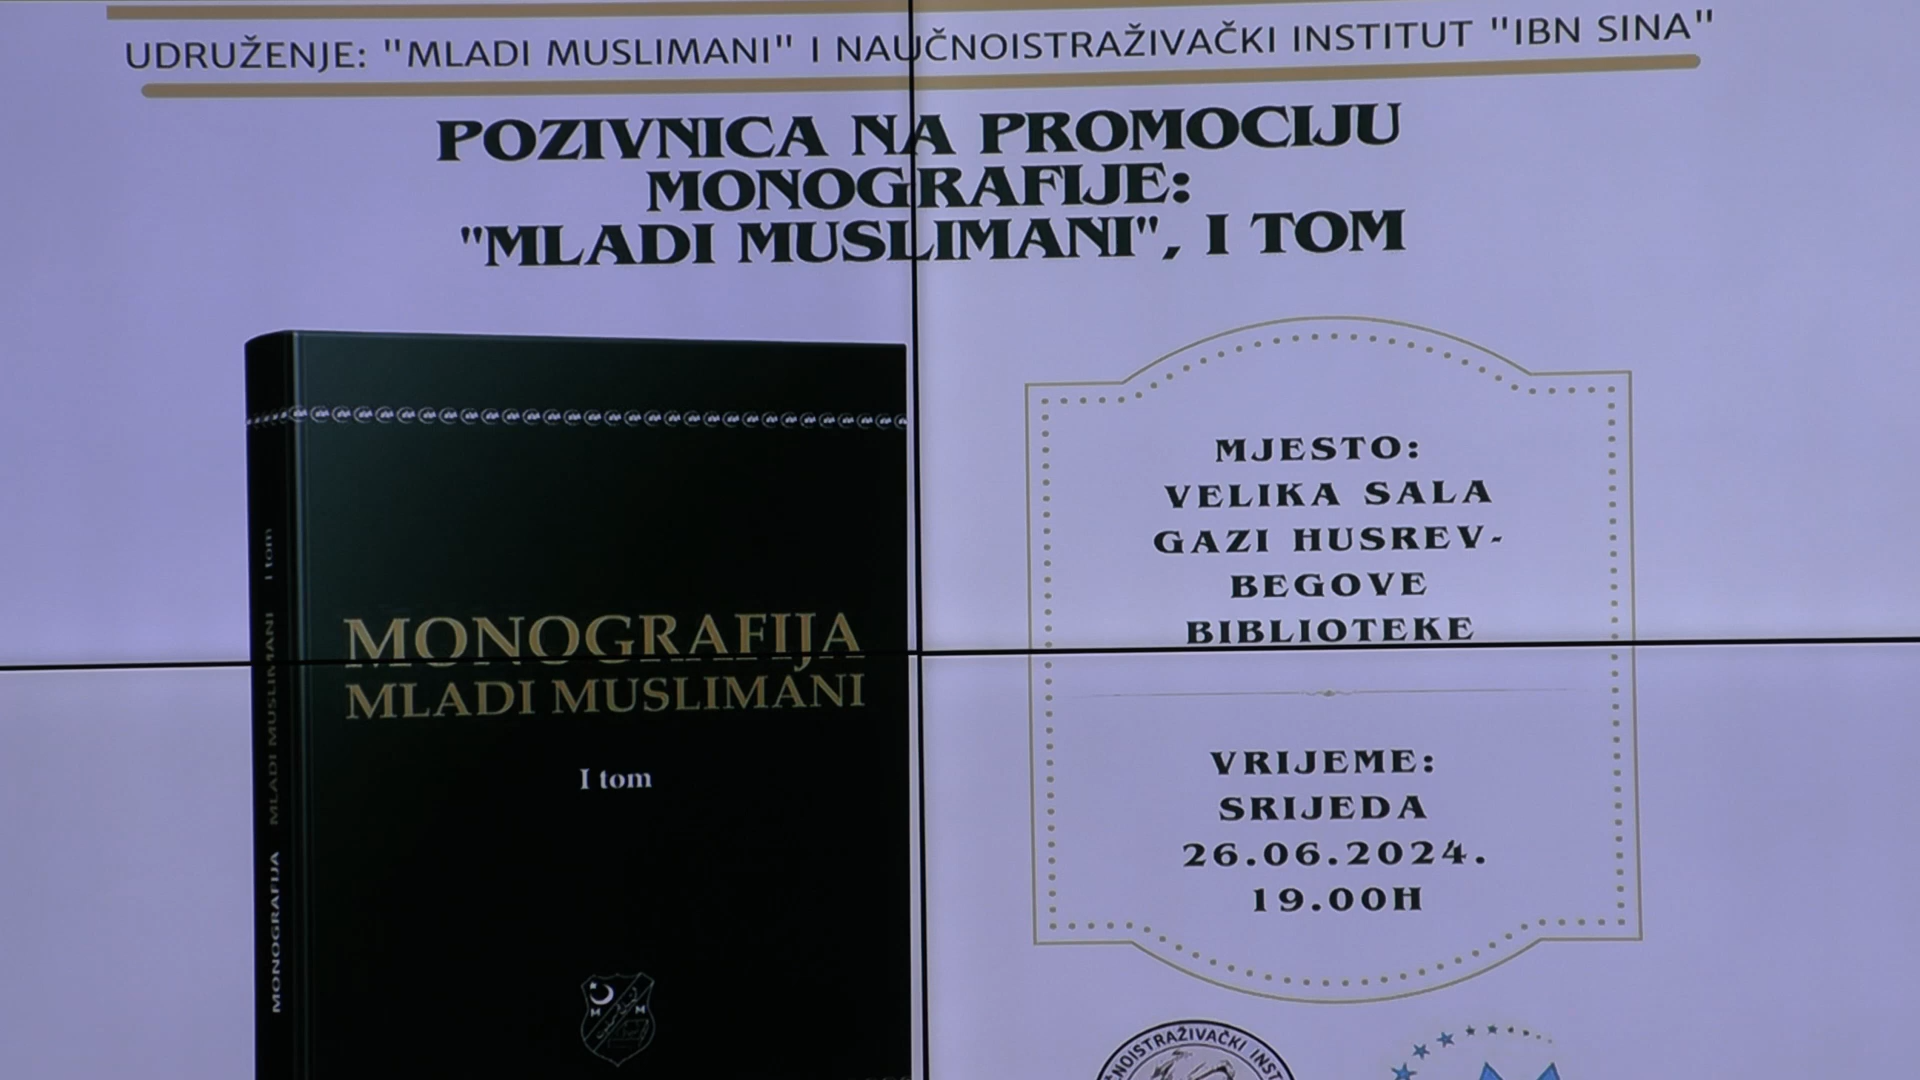 UDRUŽENJE: "MLADI MUSLIMANI" I NAUČNOISTRAŽIVAČKI INSTITUT "IBN SINA"
POZIVNICA NA PROMOCIJU
MONOGRAFIJE:
"MLADI MUSLIMANI", I TOM
MONOGRAFIJA MLADI MUSLIMANI I tom
MONOGRAFIJA
MLADI MUSLIMANI
I tom
M M
MJESTO:
VELIKA SALA
GAZI HUSREV-
BEGOVE
BIBLIOTEKE
VRIJEME:
SRIJEDA
26.06.2024.
19.00H